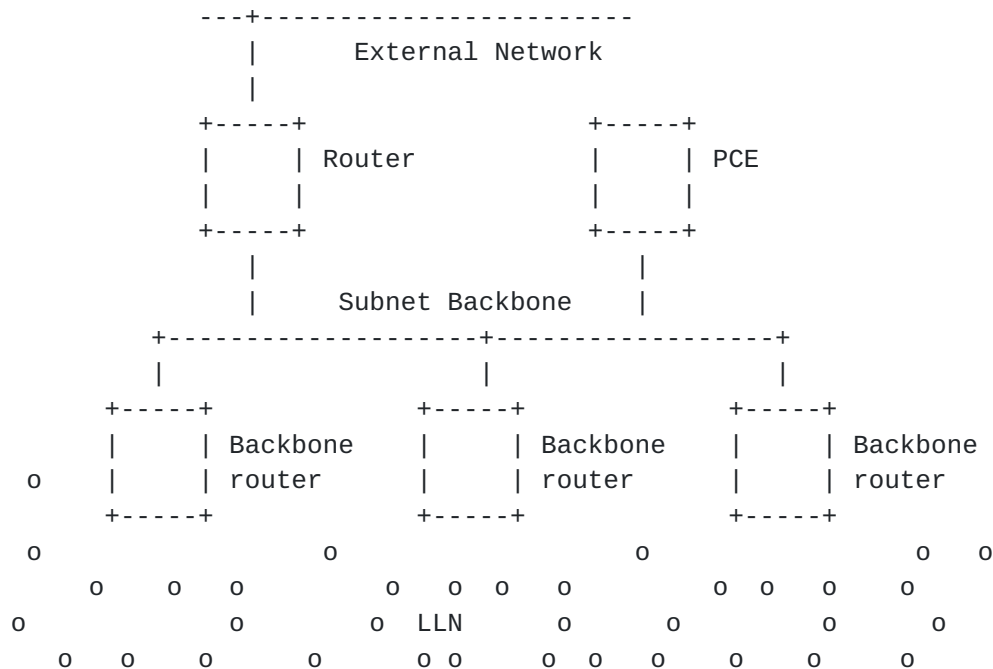 ---+------------------------
   |      External Network
   |
+-----+                  +-----+
|     | Router           |     | PCE
|     |                  |     |
+-----+                  +-----+
   |                        |
   |     Subnet Backbone    |
+--------------------+------------------+
|                    |                  |
+-----+             +-----+             +-----+
|     | Backbone    |     | Backbone    |     | Backbone
o    |     | router      |     | router      |     | router
+-----+             +-----+             +-----+
o                  o                   o                 o   o
o    o   o         o   o  o   o         o  o   o    o
o             o        o  LLN      o      o         o      o
o   o    o      o      o o     o  o   o    o    o     o